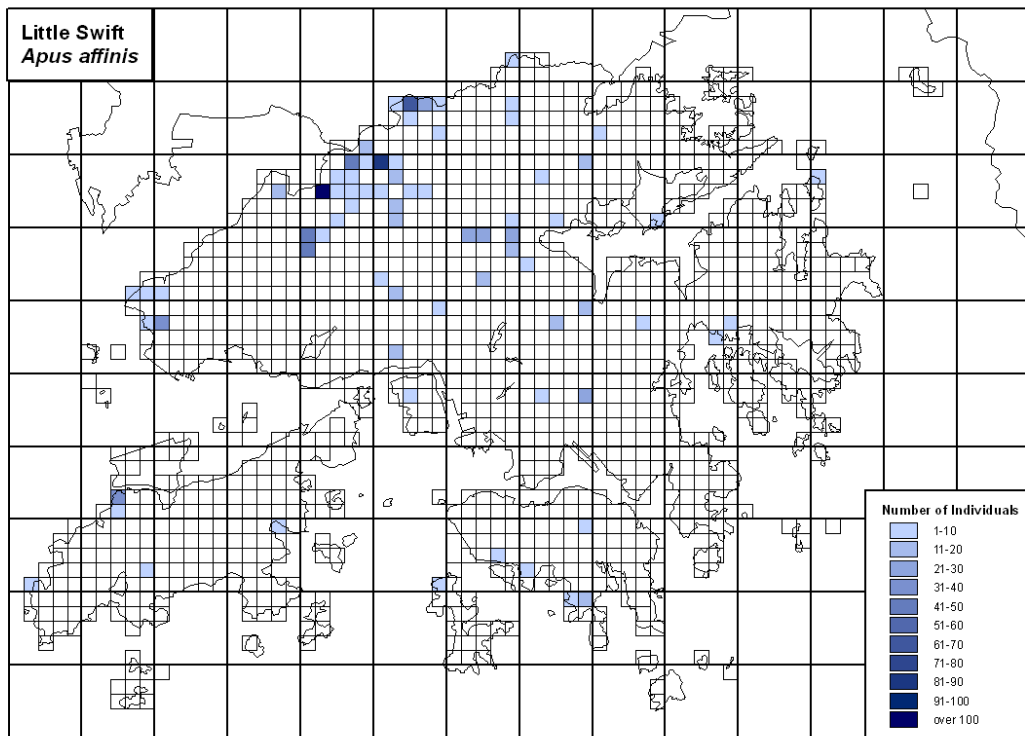 Little Swift
Apus affinis
Number of Individuals
1-10
11-20
21-30
31-40
41-50
51-60
61-70
71-80
81-90
91-100
over 100